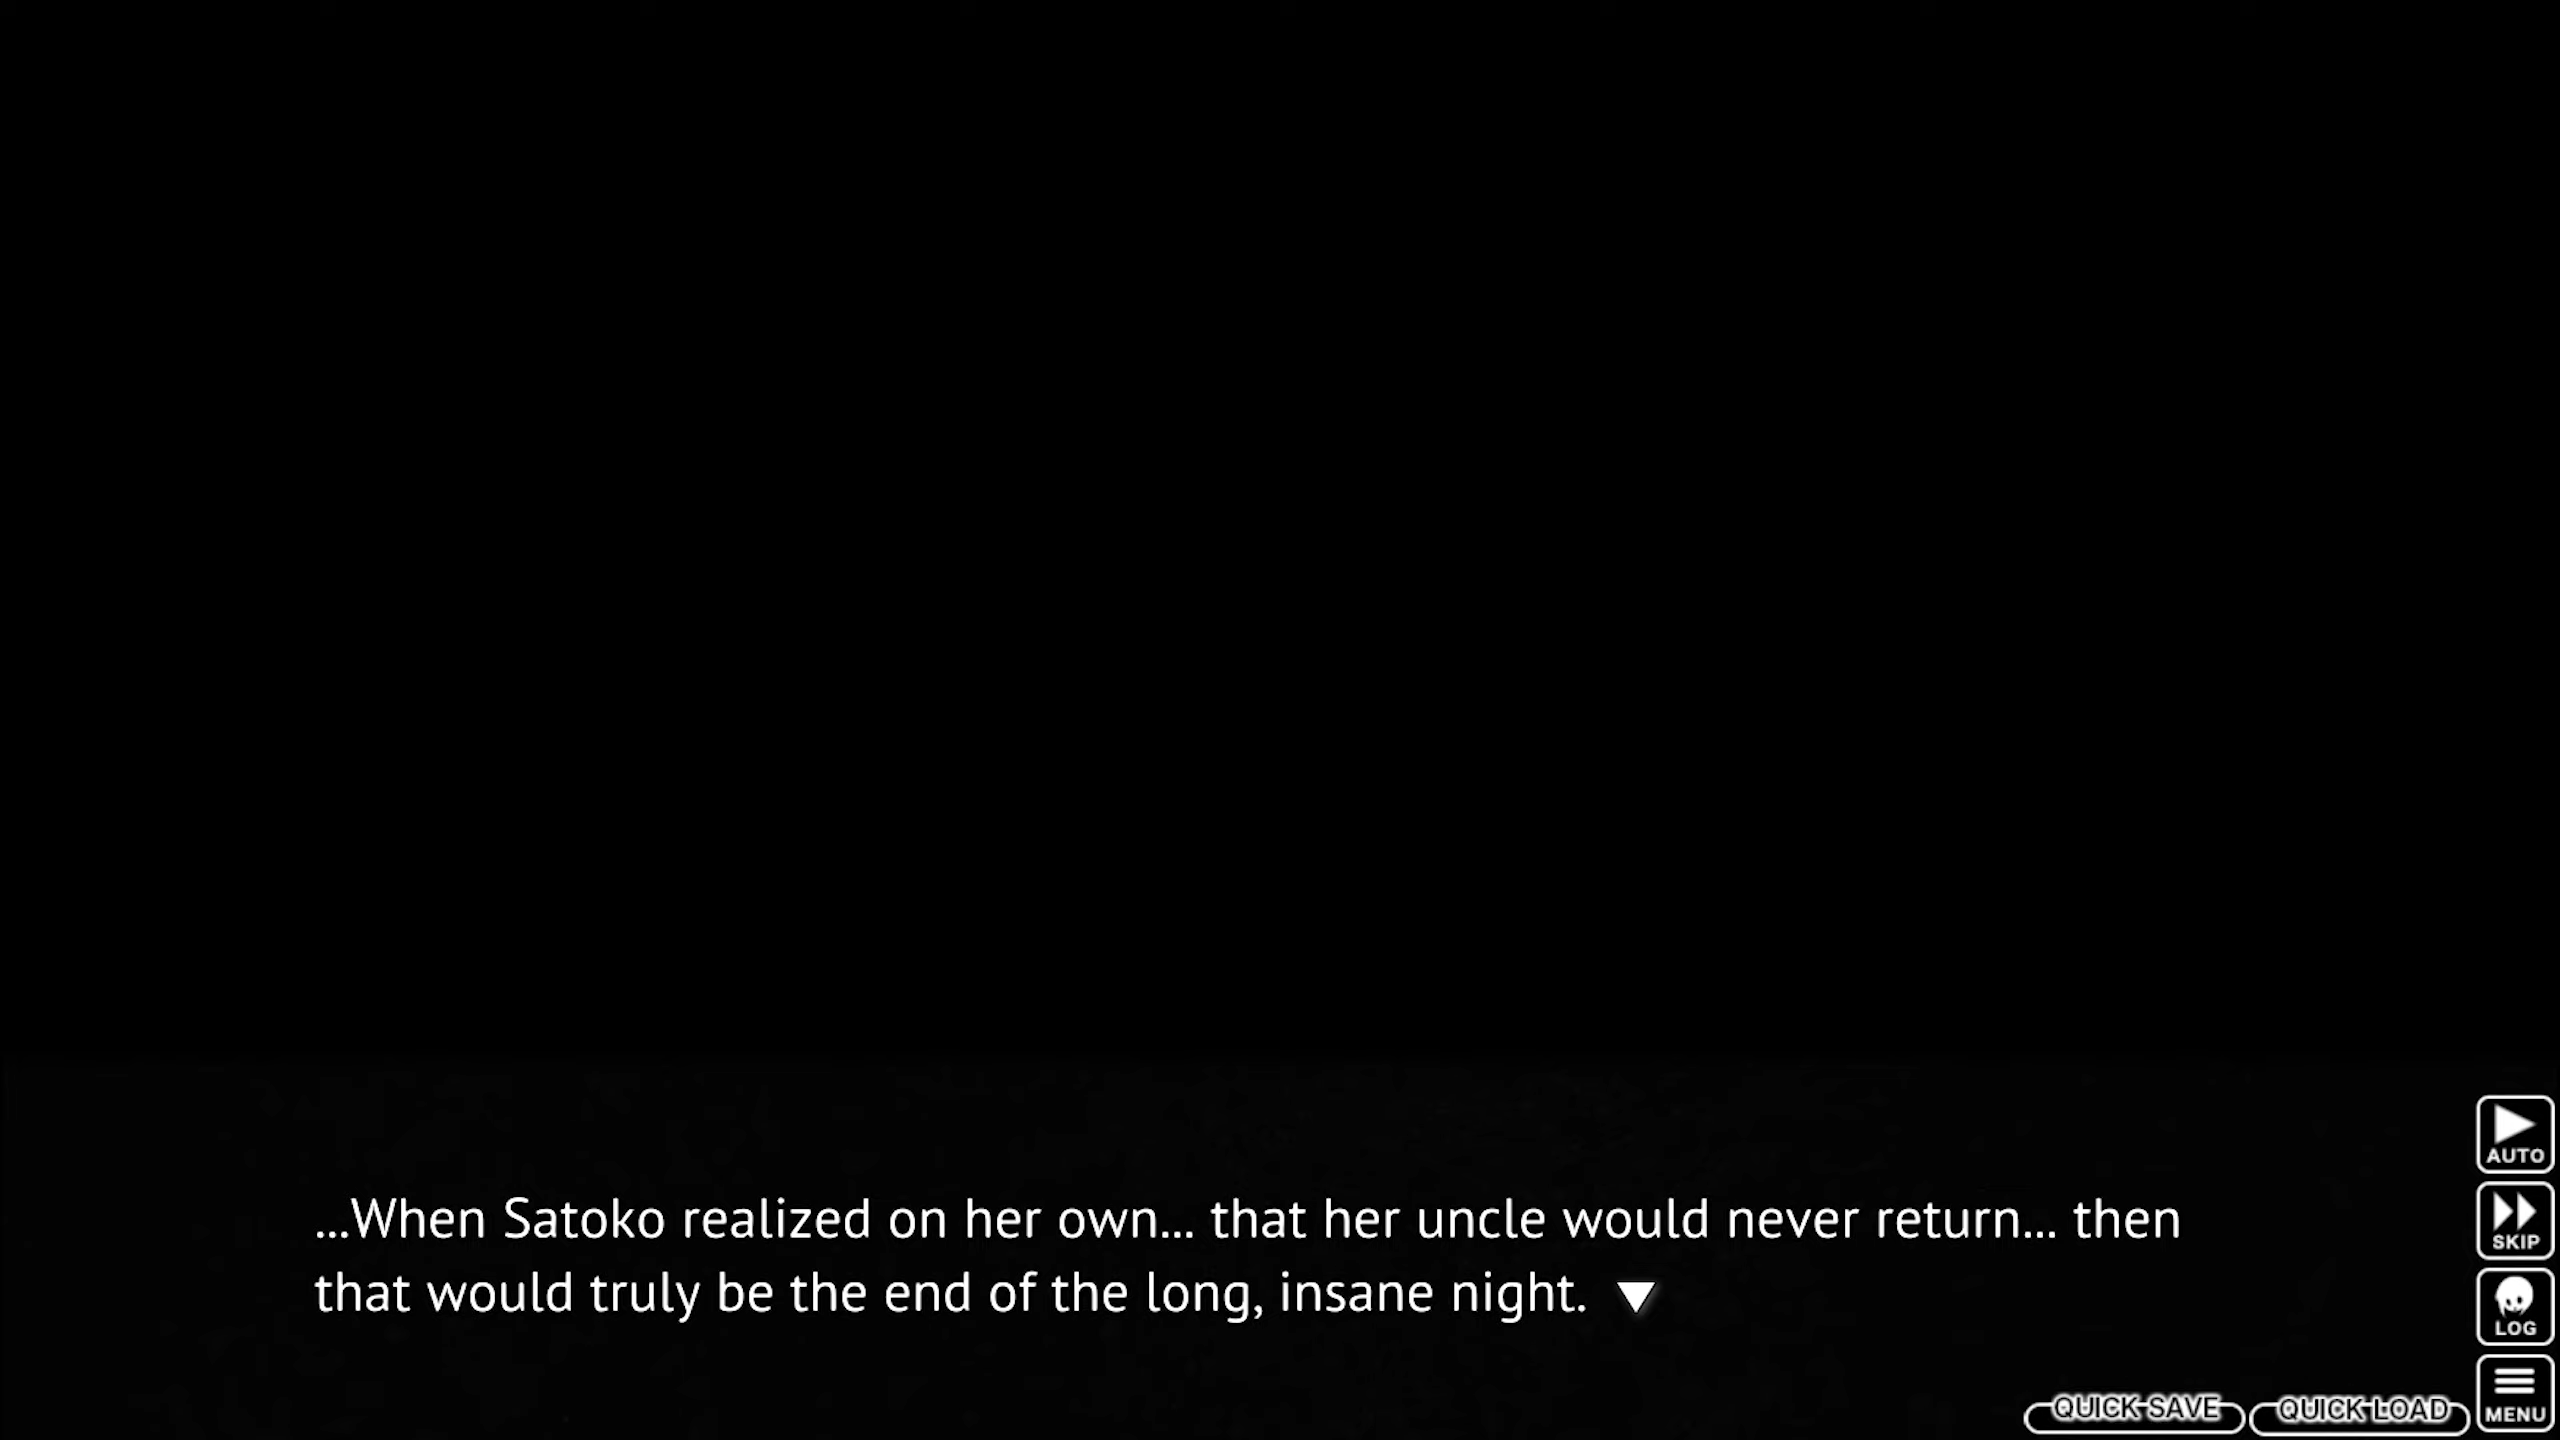 ...When Satoko realized on her own... that her uncle would never return... then
that would truly be the end of the long, insane night.
AUTO
SKIP
LOG
MENU
QUICK SAVE
QUICK LOAD